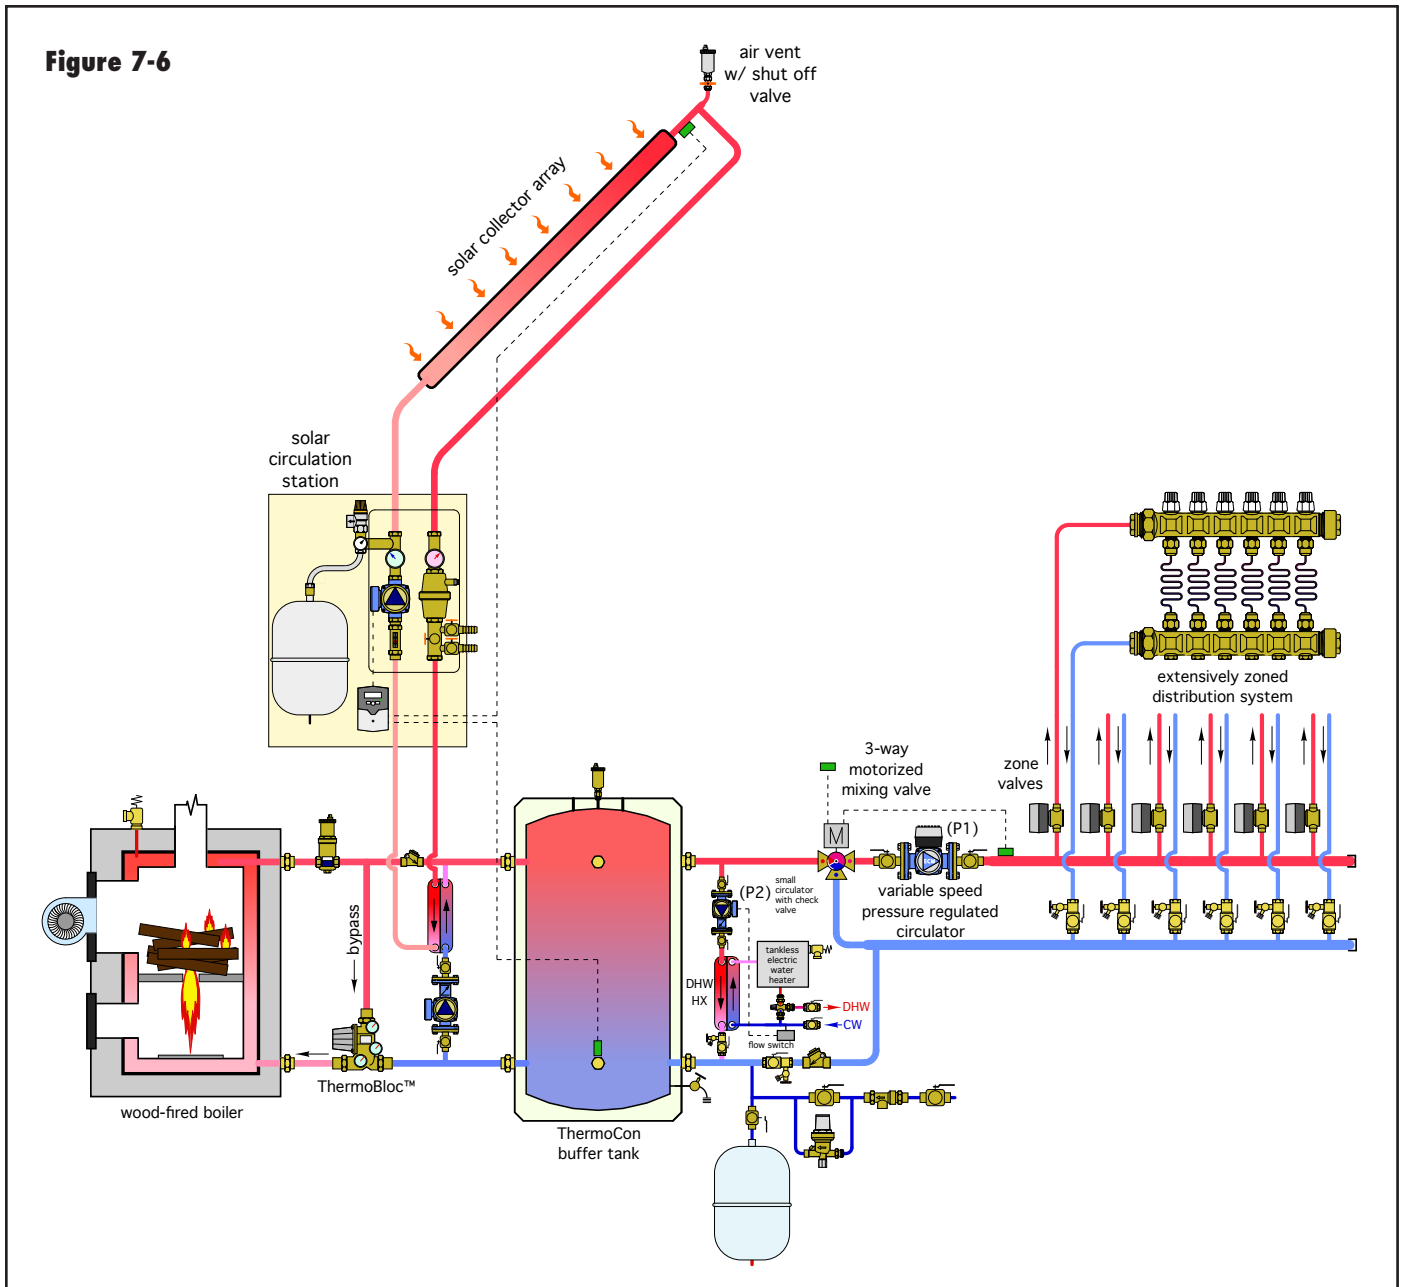 Figure 7-6
air vent
w/ shut off
valve
solar collector array
solar
circulation
station
extensively zoned
distribution system
zone
valves
3-way
motorized
mixing valve
M
(P1)
ECM
variable speed
pressure regulated
circulator
(P2)
small
circulator
with check
valve
bypass
tankless
electric
water
heater
DHW
HX
DHW
CW
flow switch
ThermoBloc™
wood-fired boiler
ThermoCon
buffer tank